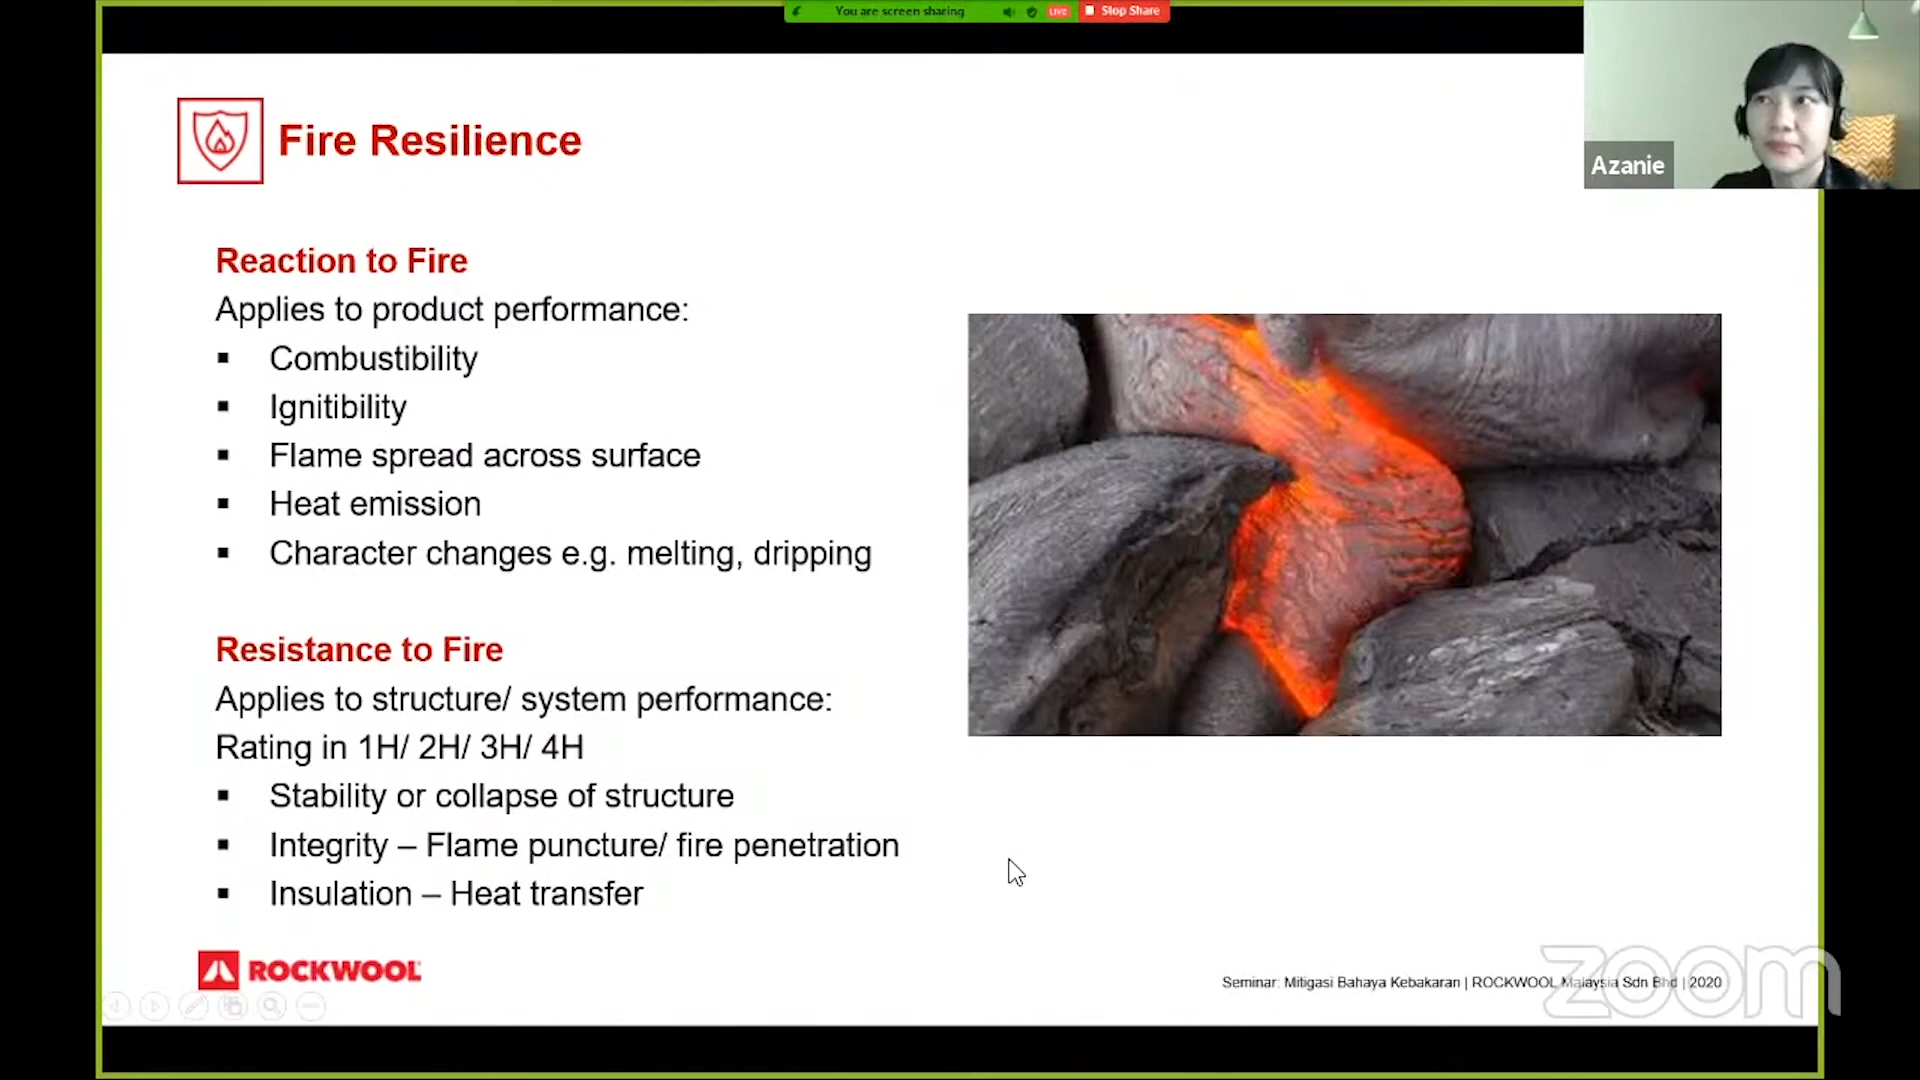 You are screen sharing
LIVE
Stop Share
Azanie
Fire Resilience
Reaction to Fire
Applies to product performance:
▪ Combustibility
▪ Ignitibility
▪ Flame spread across surface
▪ Heat emission
▪ Character changes e.g. melting, dripping
Resistance to Fire
Applies to structure/ system performance:
Rating in 1H/ 2H/ 3H/ 4H
▪ Stability or collapse of structure
▪ Integrity – Flame puncture/ fire penetration
▪ Insulation – Heat transfer
ROCKWOOL
Seminar: Mitigasi Bahaya Kebakaran | ROCKWOOL Malaysia Sdn Bhd | 2020
zoom